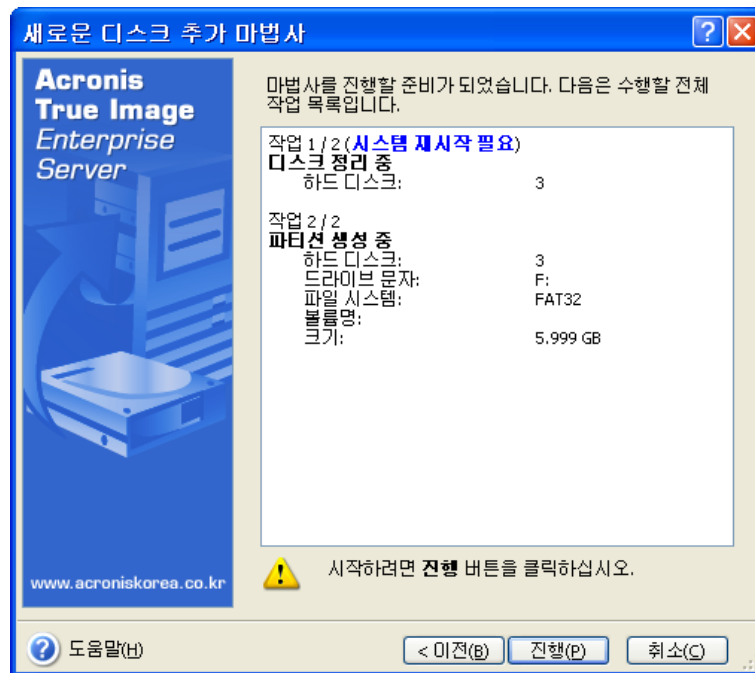 새로운 디스크 추가 마법사
Acronis
True Image
Enterprise
Server
마법사를 진행할 준비가 되었습니다. 다음은 수행할 전체
작업 목록입니다.
작업 1 / 2 (시스템 재시작 필요)
디스크 정리 중
하드 디스크: 3
작업 2 / 2
파티션 생성 중
하드 디스크: 3
드라이브 문자: F:
파일 시스템: FAT32
볼륨명:
크기: 5.999 GB
시작하려면 진행 버튼을 클릭하십시오.
www.acroniskorea.co.kr
도움말(H)
< 이전(B)
진행(P)
취소(C)